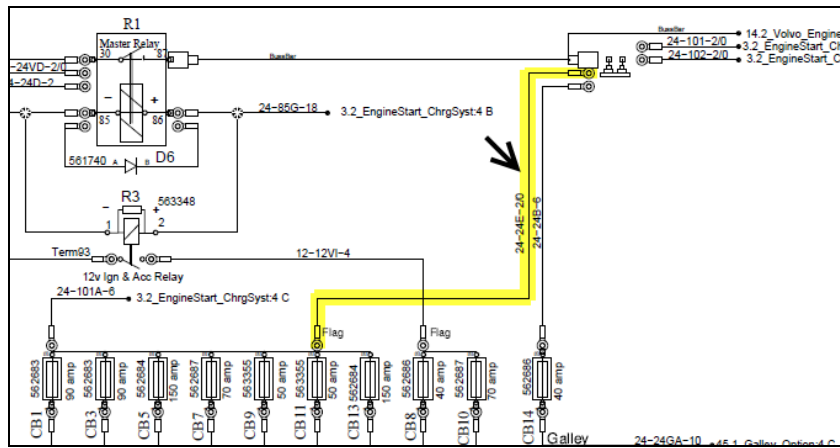 R1
Master Relay
30
87
BussBar
BussBar
14.2_Volvo_Engine
24-101-2/0
3.2_EngineStart_Ch
24-102-2/0
3.2_EngineStart_C
-24VD-2/0
4-24D-2
-
+
85
86
24-85G-18
3.2_EngineStart_ChrgSyst:4 B
561740
A
B
D6
R3
563348
-
+
1
2
24-24E-2/0
24-24B-6
Term93
12-12VI-4
12v Ign & Acc Relay
24-101A-6
3.2_EngineStart_ChrgSyst:4 C
Flag
Flag
562683
90 amp
562683
90 amp
562684
150 amp
562687
70 amp
563355
50 amp
563355
50 amp
562684
150 amp
562686
40 amp
562687
70 amp
562686
40 amp
CB1
CB3
CB5
CB7
CB9
CB11
CB13
CB8
CB10
CB14
Galley
24-24GA-10
45.1_Galley_Option:4 C